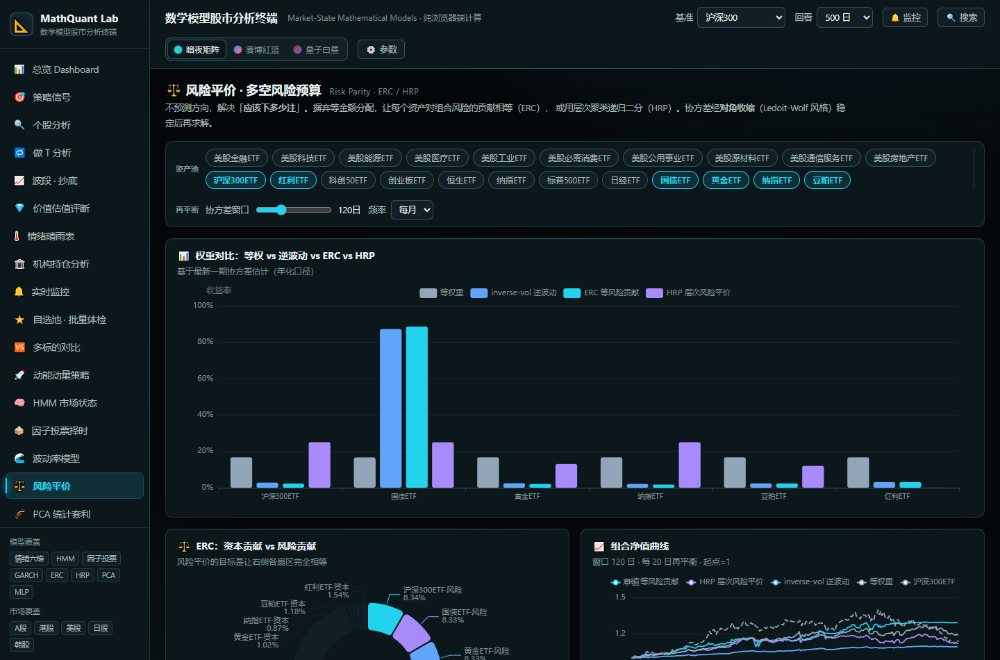 MathQuant Lab
数学模型股市分析终端
总览 Dashboard
策略信号
个股分析
做 T 分析
波段 · 抄底
价值估值评断
情绪晴雨表
机构持仓分析
实时监控
自选池 · 批量体检
VS 多标的对比
动能动量策略
HMM 市场状态
因子投票择时
波动率模型
风险平价
PCA 统计套利
模型覆盖
情绪六维 HMM 因子投票
GARCH ERC HRP PCA
MLP
市场覆盖
A股 港股 美股 日股
韩股
数学模型股市分析终端 Market-State Mathematical Models · 纯浏览器端计算
基准 沪深300 回看 500 日 监控 搜索
暗夜矩阵 赛博红蓝 量子白昼 参数
风险平价 · 多空风险预算 Risk Parity · ERC / HRP
不预测方向，解决「应该下多少注」。摒弃等金额分配，让每个资产对组合风险的贡献相等（ERC），或用层次聚类递归二分（HRP）。协方差经对角收缩（Ledoit-Wolf 风格）稳
定后再求解。
资产池
美股金融ETF 美股科技ETF 美股能源ETF 美股医疗ETF 美股工业ETF 美股必需消费ETF 美股公用事业ETF 美股原材料ETF 美股通信服务ETF 美股房地产ETF
沪深300ETF 红利ETF 科创50ETF 创业板ETF 恒生ETF 纳指ETF 标普500ETF 日经ETF 国债ETF 黄金ETF 纳指ETF 豆粕ETF
再平衡 协方差窗口 120日 频率 每月
权重对比：等权 vs 逆波动 vs ERC vs HRP
基于最新一期协方差估计（年化口径）
收益率
等权重 inverse-vol 逆波动 ERC 等风险贡献 HRP 层次风险平价
100%
80%
60%
40%
20%
0%
沪深300ETF 国债ETF 黄金ETF 纳指ETF 豆粕ETF 红利ETF
ERC：资本贡献 vs 风险贡献
风险平价的目标是让右侧各扇区完全相等
红利ETF-资本
1.54%
豆粕ETF-资本
1.18%
纳指ETF-资本
0.87%
黄金ETF-资本
1.02%
沪深300ETF-风险
8.34%
国债ETF-风险
8.33%
黄金ETF-风险
8.33%
组合净值曲线
窗口 120 日 · 每 20 日再平衡 · 起点=1
等风险贡献 HRP 层次风险平价 inverse-vol 逆波动 等权重 沪深300ETF
1.5
1.2